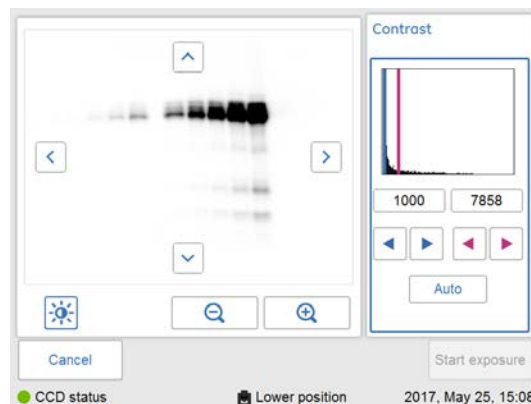 Contrast
1000 7858
Auto
Cancel
Start exposure
CCD status
Lower position
2017, May 25, 15:08